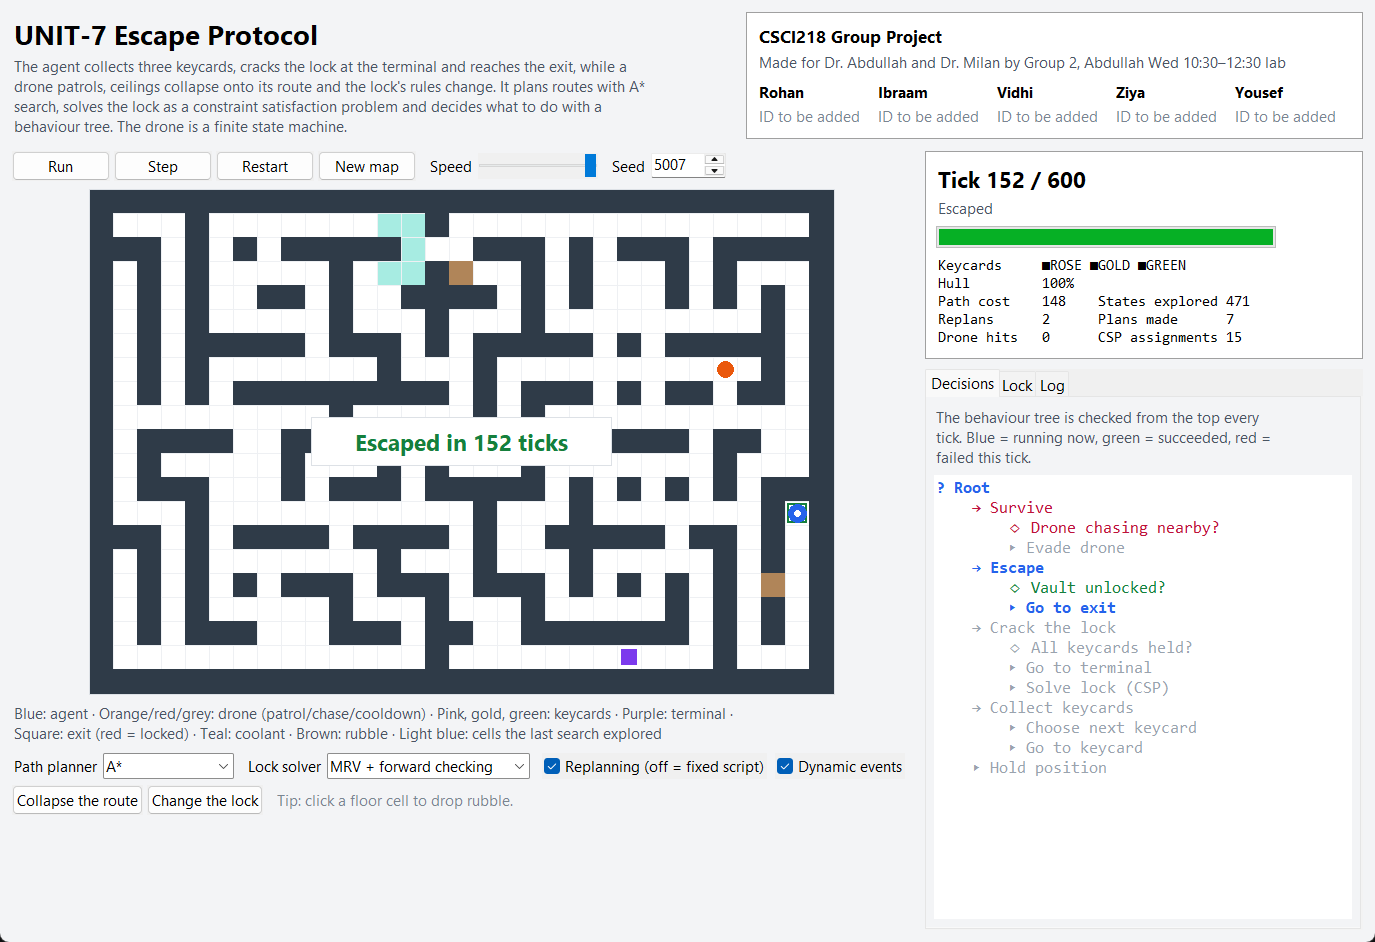 UNIT-7 Escape Protocol
The agent collects three keycards, cracks the lock at the terminal and reaches the exit, while a
drone patrols, ceilings collapse onto its route and the lock's rules change. It plans routes with A*
search, solves the lock as a constraint satisfaction problem and decides what to do with a
behaviour tree. The drone is a finite state machine.
CSCI218 Group Project
Made for Dr. Abdullah and Dr. Milan by Group 2, Abdullah Wed 10:30–12:30 lab
Rohan Ibraam Vidhi Ziya Yousef
ID to be added ID to be added ID to be added ID to be added ID to be added
Run Step Restart New map Speed Seed 5007
Escaped in 152 ticks
Blue: agent · Orange/red/grey: drone (patrol/chase/cooldown) · Pink, gold, green: keycards · Purple: terminal ·
Square: exit (red = locked) · Teal: coolant · Brown: rubble · Light blue: cells the last search explored
Path planner A* Lock solver MRV + forward checking Replanning (off = fixed script) Dynamic events
Collapse the route Change the lock Tip: click a floor cell to drop rubble.
Tick 152 / 600
Escaped
Keycards ■ROSE ■GOLD ■GREEN
Hull 100%
Path cost 148 States explored 471
Replans 2 Plans made 7
Drone hits 0 CSP assignments 15
Decisions Lock Log
The behaviour tree is checked from the top every
tick. Blue = running now, green = succeeded, red =
failed this tick.
? Root
→ Survive
◇ Drone chasing nearby?
▸ Evade drone
→ Escape
◇ Vault unlocked?
▸ Go to exit
→ Crack the lock
◇ All keycards held?
▸ Go to terminal
▸ Solve lock (CSP)
→ Collect keycards
▸ Choose next keycard
▸ Go to keycard
▸ Hold position